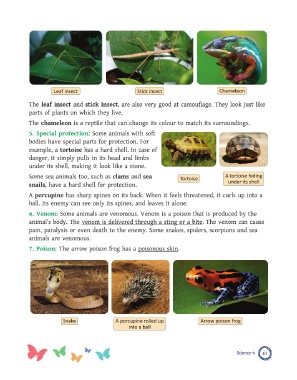 Leaf insect
Stick insect
Chameleon
The leaf insect and stick insect, are also very good at camouflage. They look just like
parts of plants on which they live.
The chameleon is a reptile that can change its colour to match its surroundings.
5. Special protection: Some animals with soft
bodies have special parts for protection. For
example, a tortoise has a hard shell. In case of
danger, it simply pulls in its head and limbs
under its shell, making it look like a stone.
Some sea animals too, such as clams and sea
snails, have a hard shell for protection.
Tortoise
A tortoise hiding
under its shell
A porcupine has sharp spines on its back. When it feels threatened, it curls up into a
ball. Its enemy can see only its spines, and leaves it alone.
6. Venom: Some animals are venomous. Venom is a poison that is produced by the
animal's body. The venom is delivered through a sting or a bite. The venom can cause
pain, paralysis or even death to the enemy. Some snakes, spiders, scorpions and sea
animals are venomous.
7. Poison: The arrow poison frog has a poisonous skin.
Snake
A porcupine rolled up
into a ball
Arrow poison frog
Science-4
61